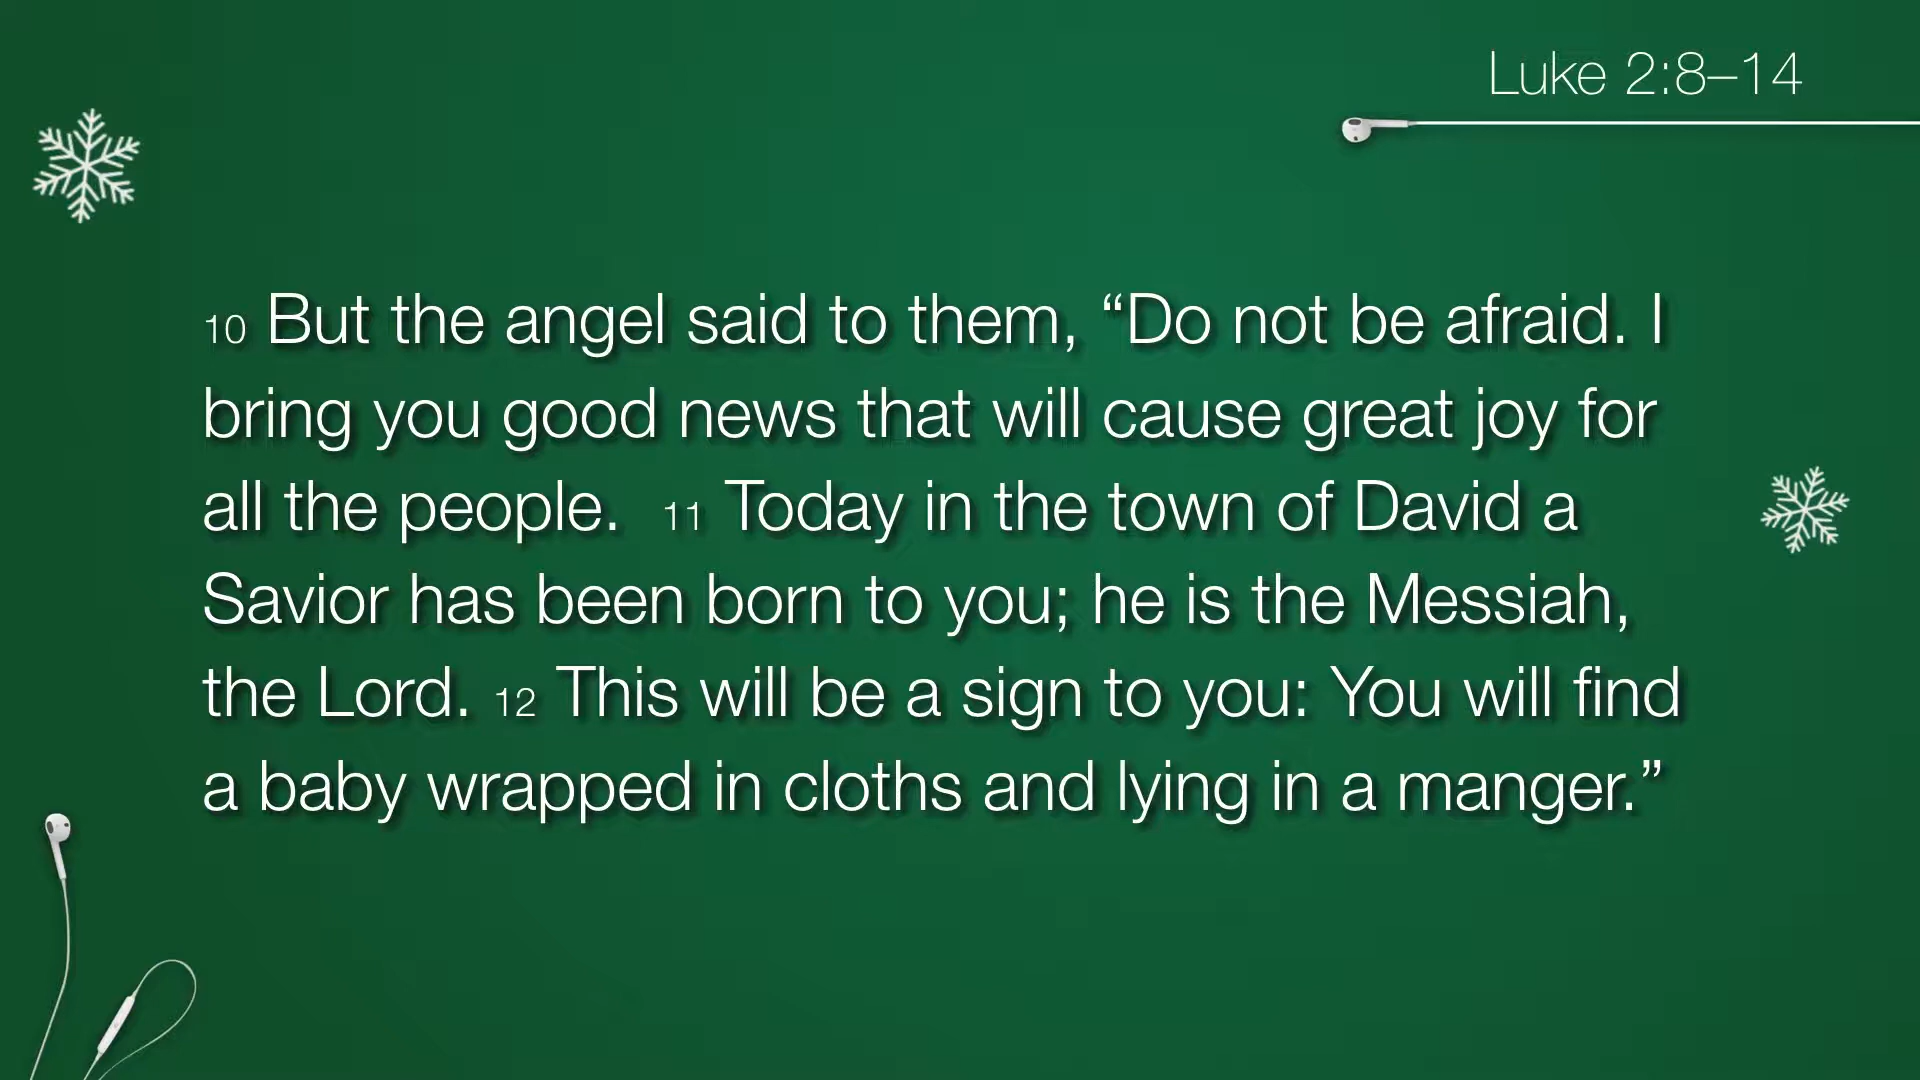 Luke 2:8–14
10 But the angel said to them, “Do not be afraid. I
bring you good news that will cause great joy for
all the people. 11 Today in the town of David a
Savior has been born to you; he is the Messiah,
the Lord. 12 This will be a sign to you: You will find
a baby wrapped in cloths and lying in a manger.”